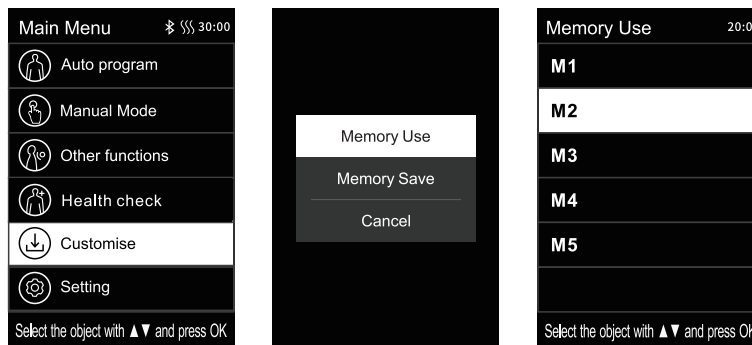 Main Menu 30:00
Auto program
Manual Mode
Other functions
Health check
Customise
Setting
Select the object with ▲▼ and press OK
Memory Use
Memory Save
Cancel
Memory Use 20:0
M1
M2
M3
M4
M5
Select the object with ▲▼ and press OK